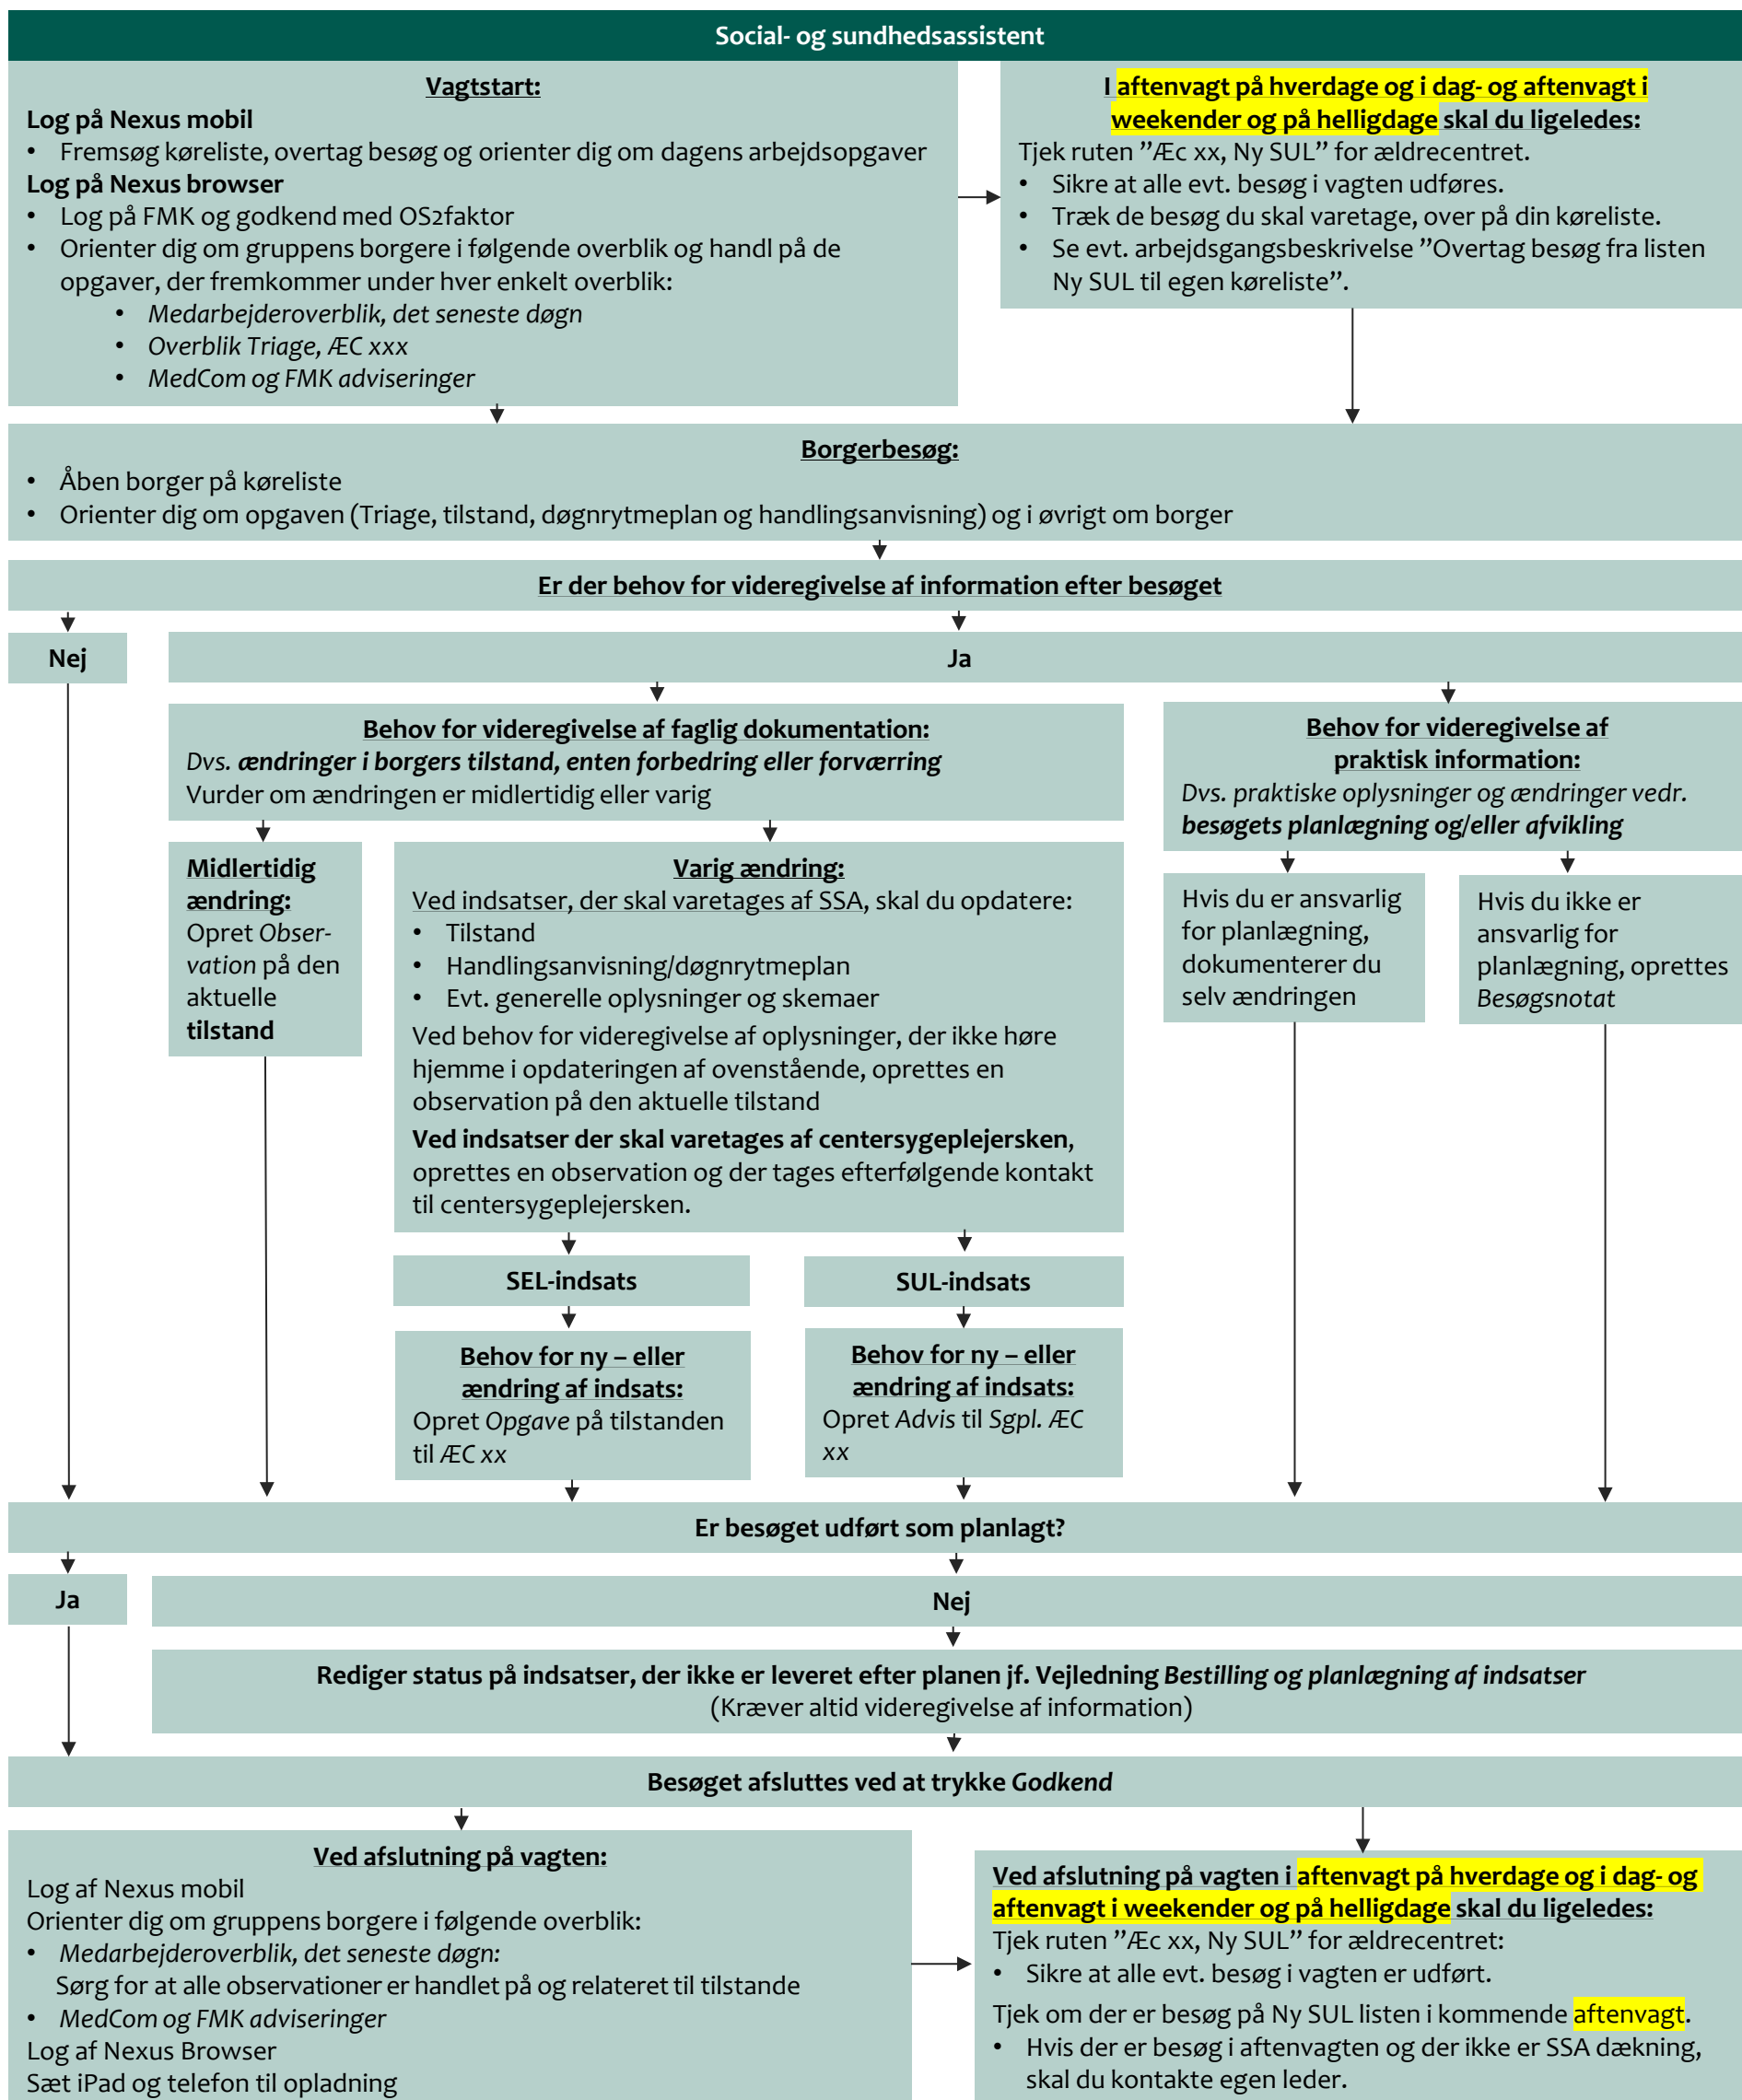 Social- og sundhedsassistent
Vagtstart:
Log på Nexus mobil
• Fremsøg køreliste, overtag besøg og orienter dig om dagens arbejdsopgaver
Log på Nexus browser
• Log på FMK og godkend med OS2faktor
• Orienter dig om gruppens borgere i følgende overblik og handl på de
opgaver, der fremkommer under hver enkelt overblik:
• Medarbejderoverblik, det seneste døgn
• Overblik Triage, ÆC xxx
• MedCom og FMK adviseringer
I aftenvagt på hverdage og i dag- og aftenvagt i
weekender og på helligdage skal du ligeledes:
Tjek ruten ”Æc xx, Ny SUL” for ældrecentret.
• Sikre at alle evt. besøg i vagten udføres.
• Træk de besøg du skal varetage, over på din køreliste.
• Se evt. arbejdsgangsbeskrivelse ”Overtag besøg fra listen
Ny SUL til egen køreliste”.
Borgerbesøg:
• Åben borger på køreliste
• Orienter dig om opgaven (Triage, tilstand, døgnrytmeplan og handlingsanvisning) og i øvrigt om borger
Er der behov for videregivelse af information efter besøget
Nej
Ja
Behov for videregivelse af faglig dokumentation:
Dvs. ændringer i borgers tilstand, enten forbedring eller forværring
Vurder om ændringen er midlertidig eller varig
Behov for videregivelse af
praktisk information:
Dvs. praktiske oplysninger og ændringer vedr.
besøgets planlægning og/eller afvikling
Midlertidig
ændring:
Opret Obser-
vation på den
aktuelle
tilstand
Varig ændring:
Ved indsatser, der skal varetages af SSA, skal du opdatere:
• Tilstand
• Handlingsanvisning/døgnrytmeplan
• Evt. generelle oplysninger og skemaer
Ved behov for videregivelse af oplysninger, der ikke høre
hjemme i opdateringen af ovenstående, oprettes en
observation på den aktuelle tilstand
Ved indsatser der skal varetages af centersygeplejersken,
oprettes en observation og der tages efterfølgende kontakt
til centersygeplejersken.
Hvis du er ansvarlig
for planlægning,
dokumenterer du
selv ændringen
Hvis du ikke er
ansvarlig for
planlægning, oprettes
Besøgsnotat
SEL-indsats
SUL-indsats
Behov for ny – eller
ændring af indsats:
Opret Opgave på tilstanden
til ÆC xx
Behov for ny – eller
ændring af indsats:
Opret Advis til Sgpl. ÆC
xx
Er besøget udført som planlagt?
Ja
Nej
Rediger status på indsatser, der ikke er leveret efter planen jf. Vejledning Bestilling og planlægning af indsatser
(Kræver altid videregivelse af information)
Besøget afsluttes ved at trykke Godkend
Ved afslutning på vagten:
Log af Nexus mobil
Orienter dig om gruppens borgere i følgende overblik:
• Medarbejderoverblik, det seneste døgn:
Sørg for at alle observationer er handlet på og relateret til tilstande
• MedCom og FMK adviseringer
Log af Nexus Browser
Sæt iPad og telefon til opladning
Ved afslutning på vagten i aftenvagt på hverdage og i dag- og
aftenvagt i weekender og på helligdage skal du ligeledes:
Tjek ruten ”Æc xx, Ny SUL” for ældrecentret:
• Sikre at alle evt. besøg i vagten er udført.
Tjek om der er besøg på Ny SUL listen i kommende aftenvagt.
• Hvis der er besøg i aftenvagten og der ikke er SSA dækning,
skal du kontakte egen leder.